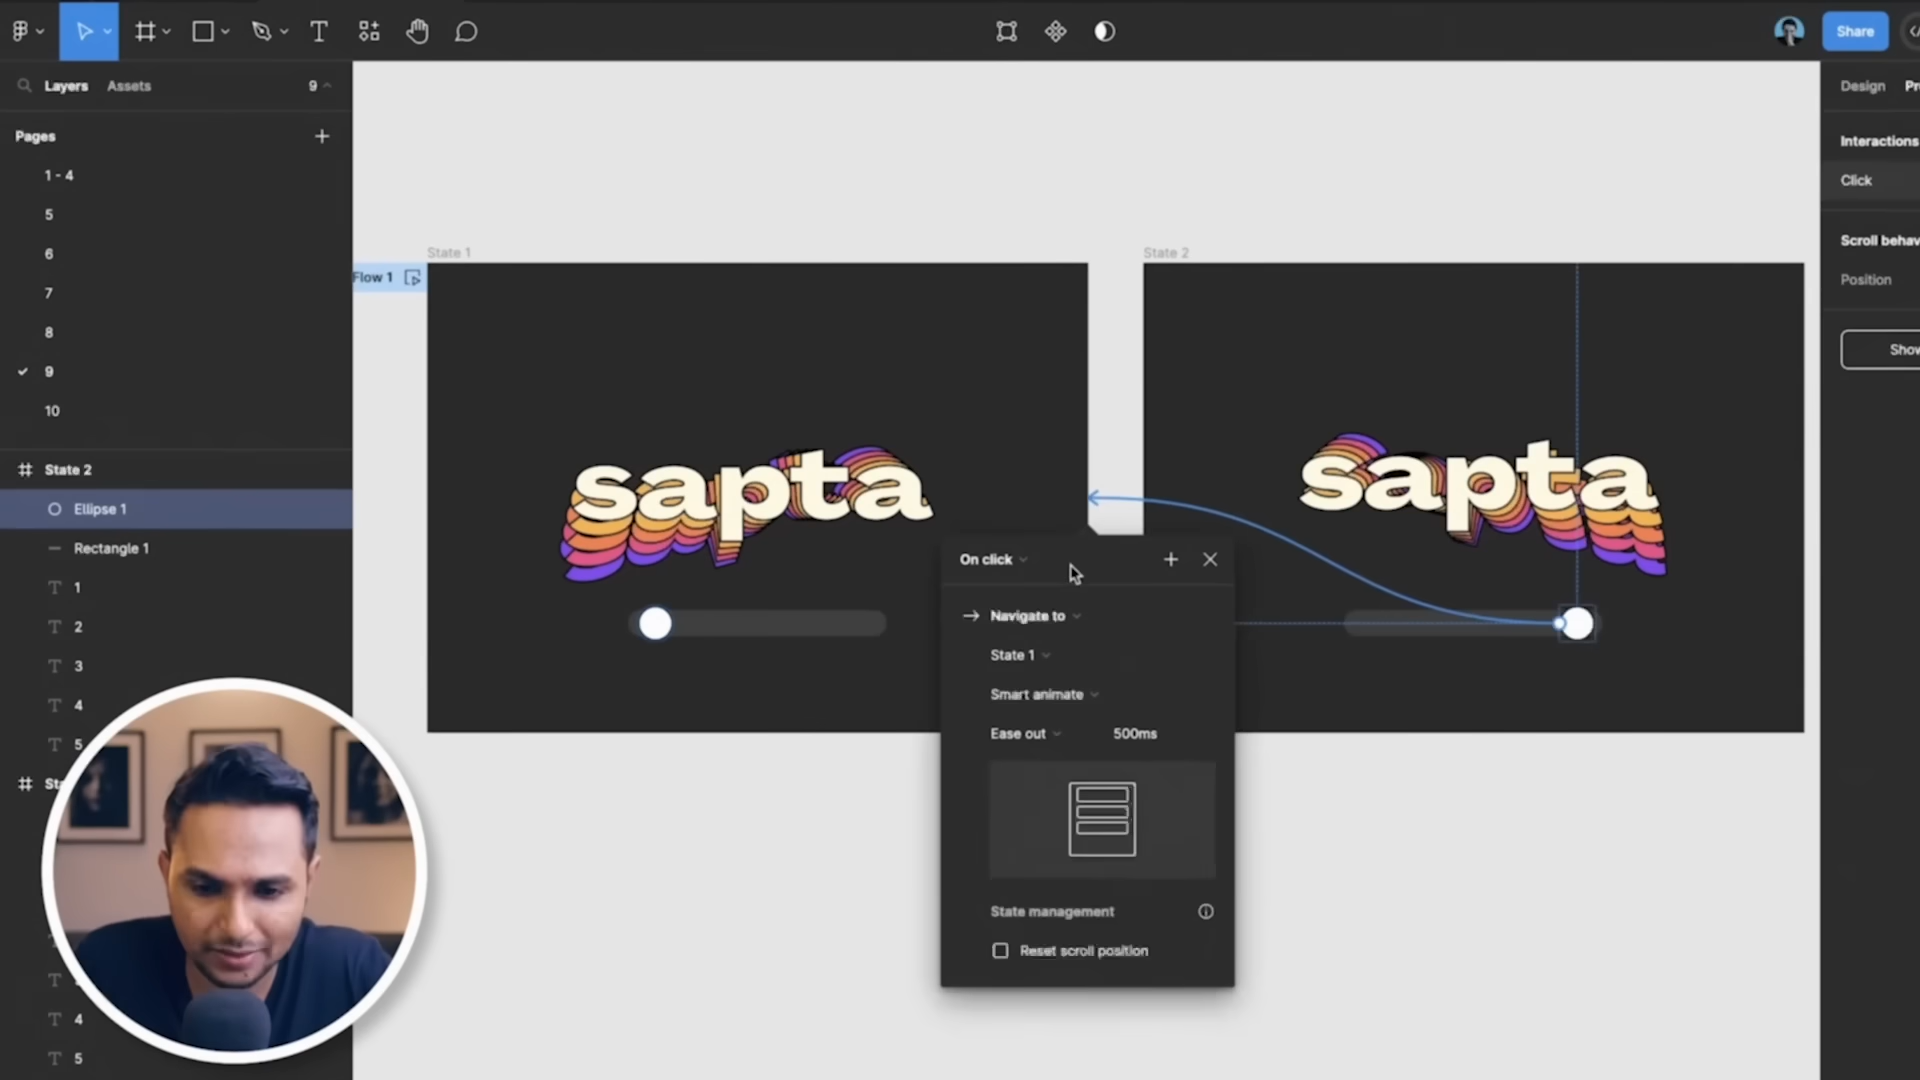 Share
Layers
Assets
9
Pages
1 - 4
5
6
7
8
9
10
State 2
Ellipse 1
Rectangle 1
1
2
3
4
5
4
5
State 1
Flow 1
sapta
State 2
sapta
On click
Navigate to
State 1
Smart animate
Ease out
500ms
State management
Reset scroll position
Design
Interactions
Click
Position